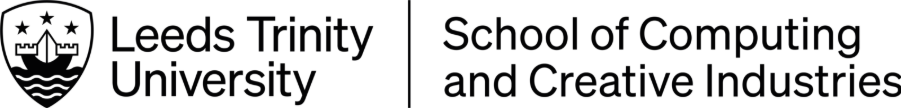 Leeds Trinity
University
School of Computing
and Creative Industries